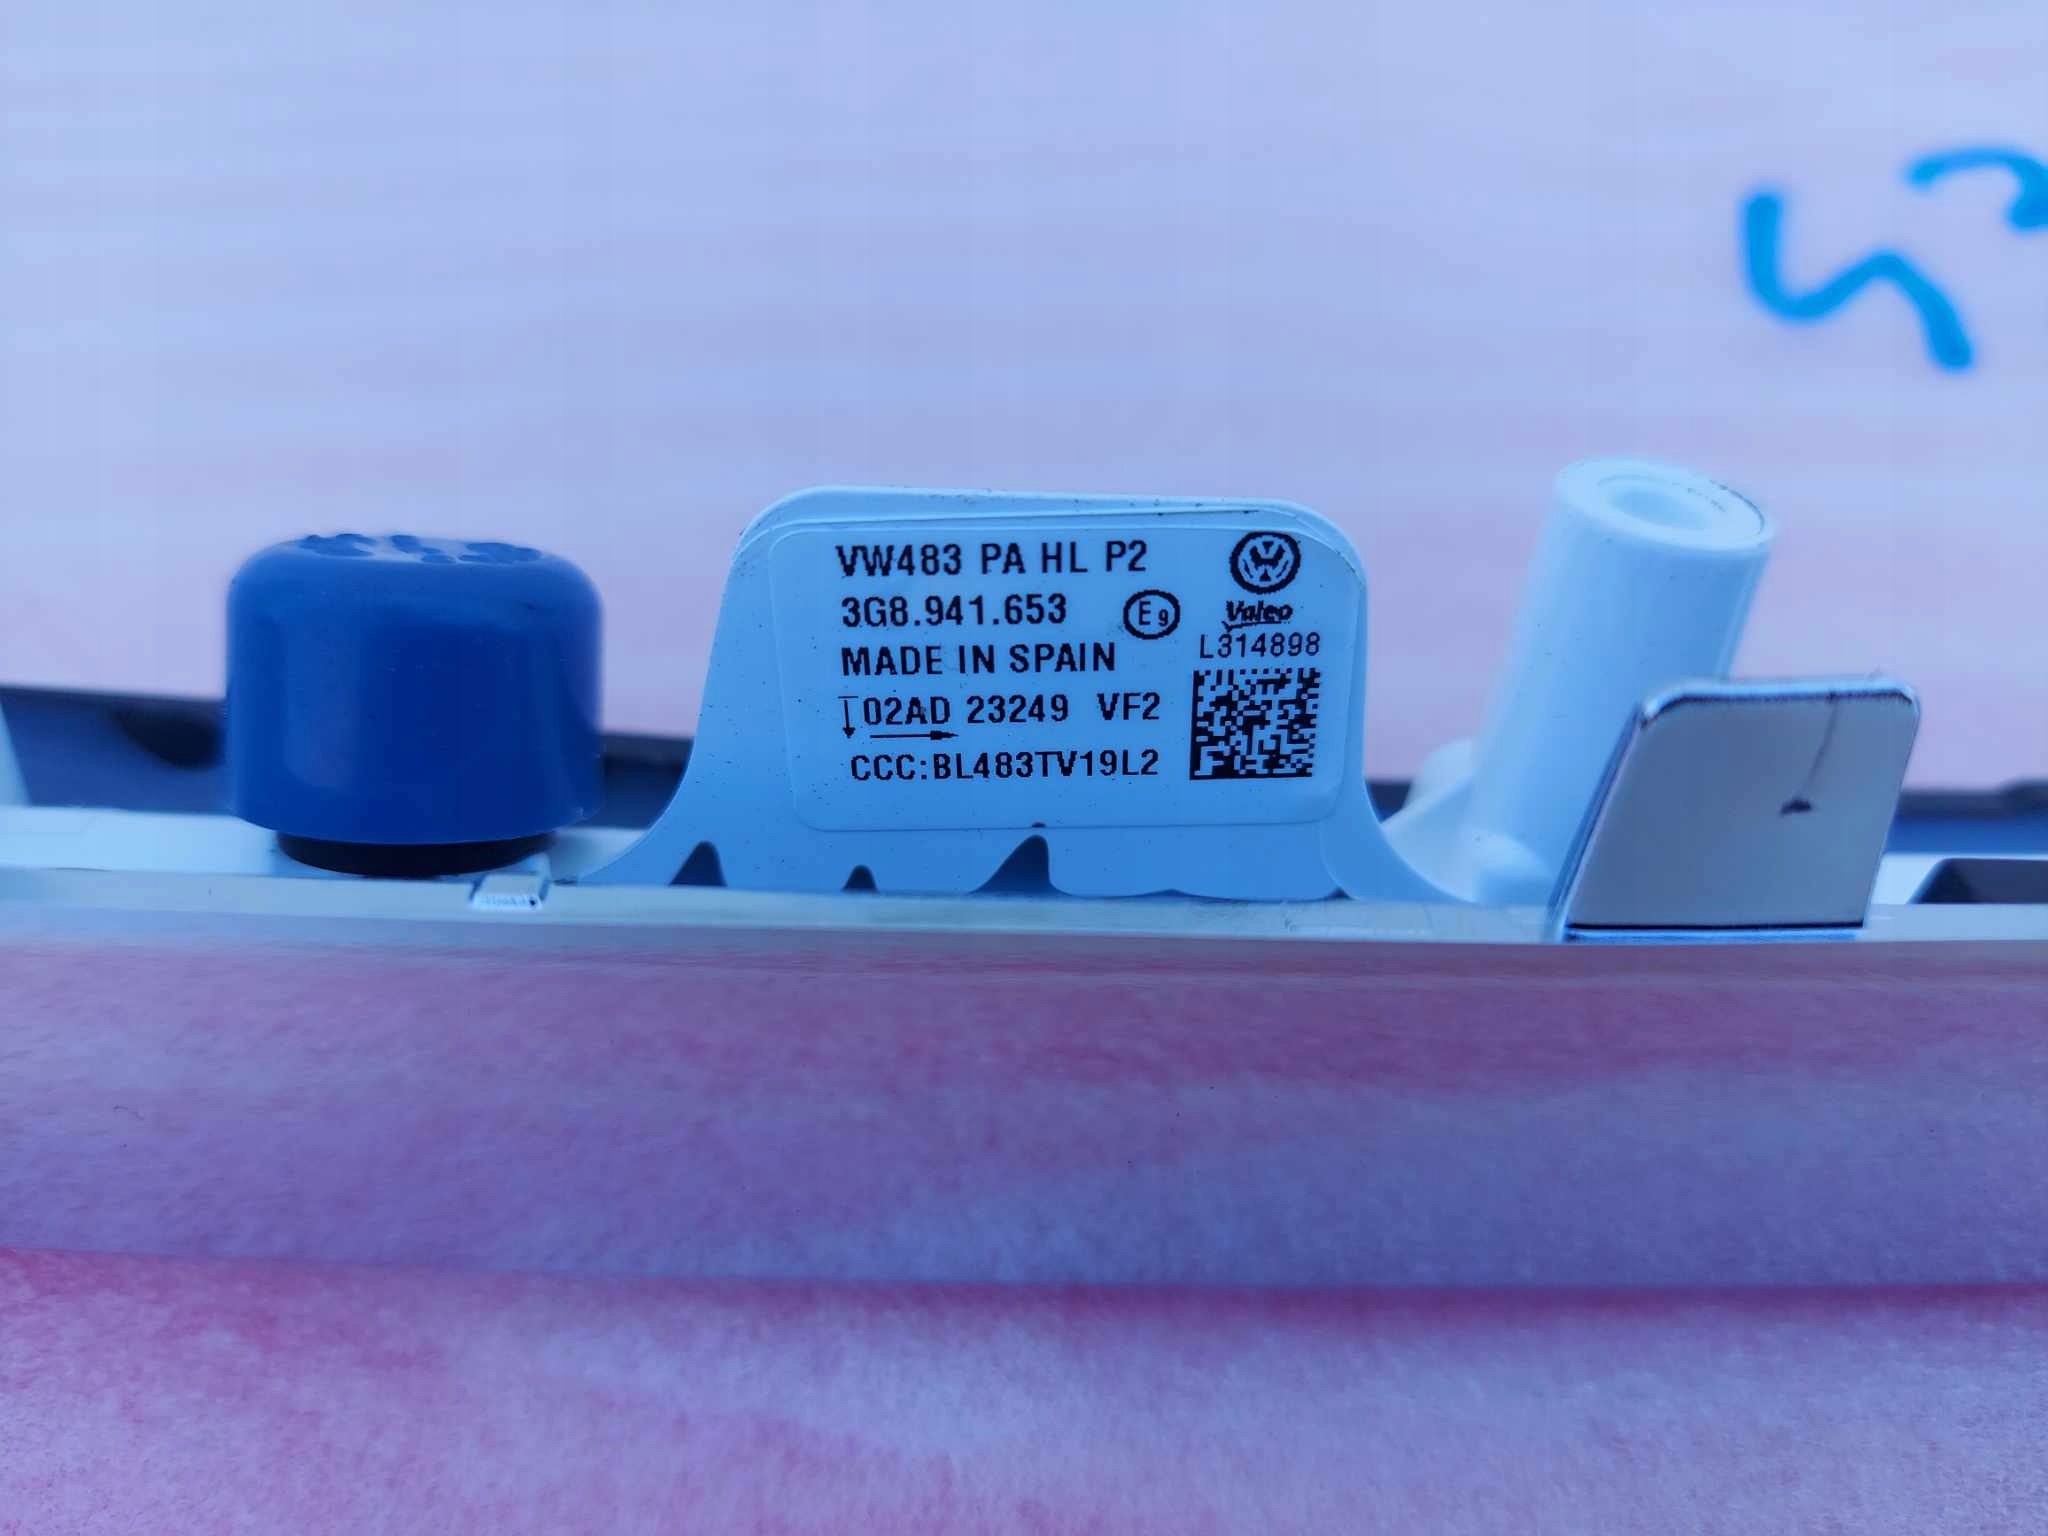 VW483 PA HL P2
3G8.941.653 E9
MADE IN SPAIN
02AD 23249 VF2
CCC:BL483TV19L2
Valeo
L314898